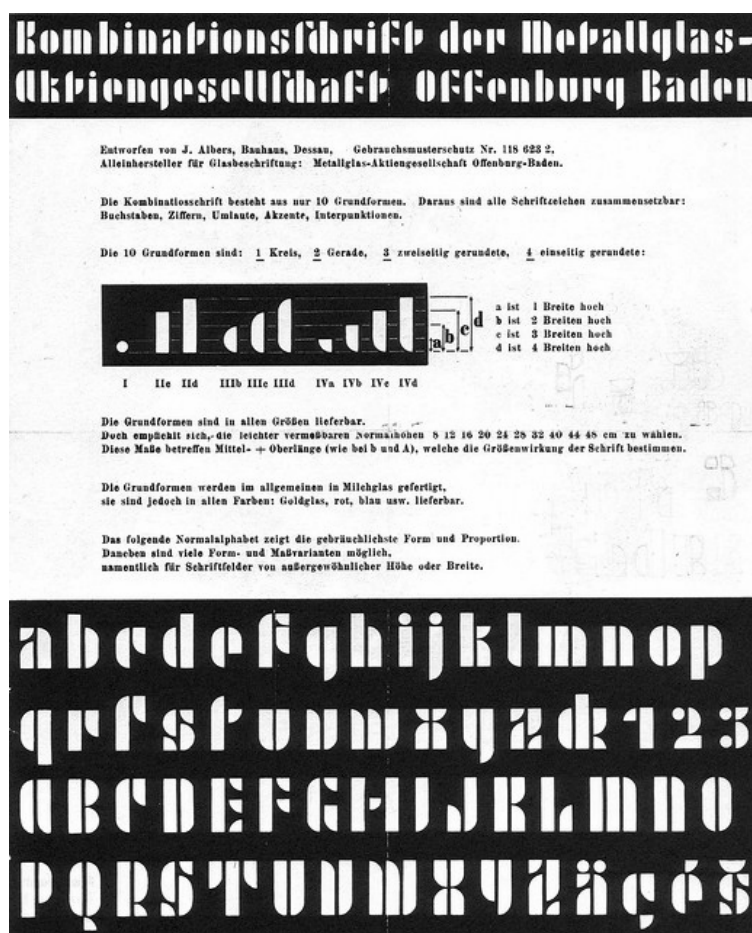 Kombinationsſchrift der Metallglas-
Aktiengesellſchaft Offenburg Baden
Entworfen von J. Albers, Bauhaus, Dessau, Gebrauchsmusterschutz Nr. 118 623 2,
Alleinhersteller für Glasbeschriftung: Metallglas-Aktiengesellschaft Offenburg-Baden.
Die Kombinatiosschrift besteht aus nur 10 Grundformen. Daraus sind alle Schriftzeichen zusammensetzbar:
Buchstaben, Ziffern, Umlaute, Akzente, Interpunktionen.
Die 10 Grundformen sind: 1 Kreis, 2 Gerade, 3 zweiseitig gerundete, 4 einseitig gerundete:
a b c d
a ist 1 Breite hoch
b ist 2 Breiten hoch
c ist 3 Breiten hoch
d ist 4 Breiten hoch
I IIc IId IIIb IIIc IIId IVa IVb IVc IVd
Die Grundformen sind in allen Größen lieferbar.
Doch empfiehlt sich, die leichter vermeßbaren Normalhöhen 8 12 16 20 24 28 32 40 44 48 cm zu wählen.
Diese Maße betreffen Mittel- + Oberlänge (wie bei b und A), welche die Größenwirkung der Schrift bestimmen.
Die Grundformen werden im allgemeinen in Milchglas gefertigt,
sie sind jedoch in allen Farben: Goldglas, rot, blau usw. lieferbar.
Das folgende Normalalphabet zeigt die gebräuchlichste Form und Proportion.
Daneben sind viele Form- und Maßvarianten möglich,
namentlich für Schriftfelder von außergewöhnlicher Höhe oder Breite.
a b c d e f g h i j k l m n o p
q r ſ s t u v w x y z ck 1 2 3
A B C D E F G H I J K L M N O
P Q R S T U V W X Y Z ä ç é š